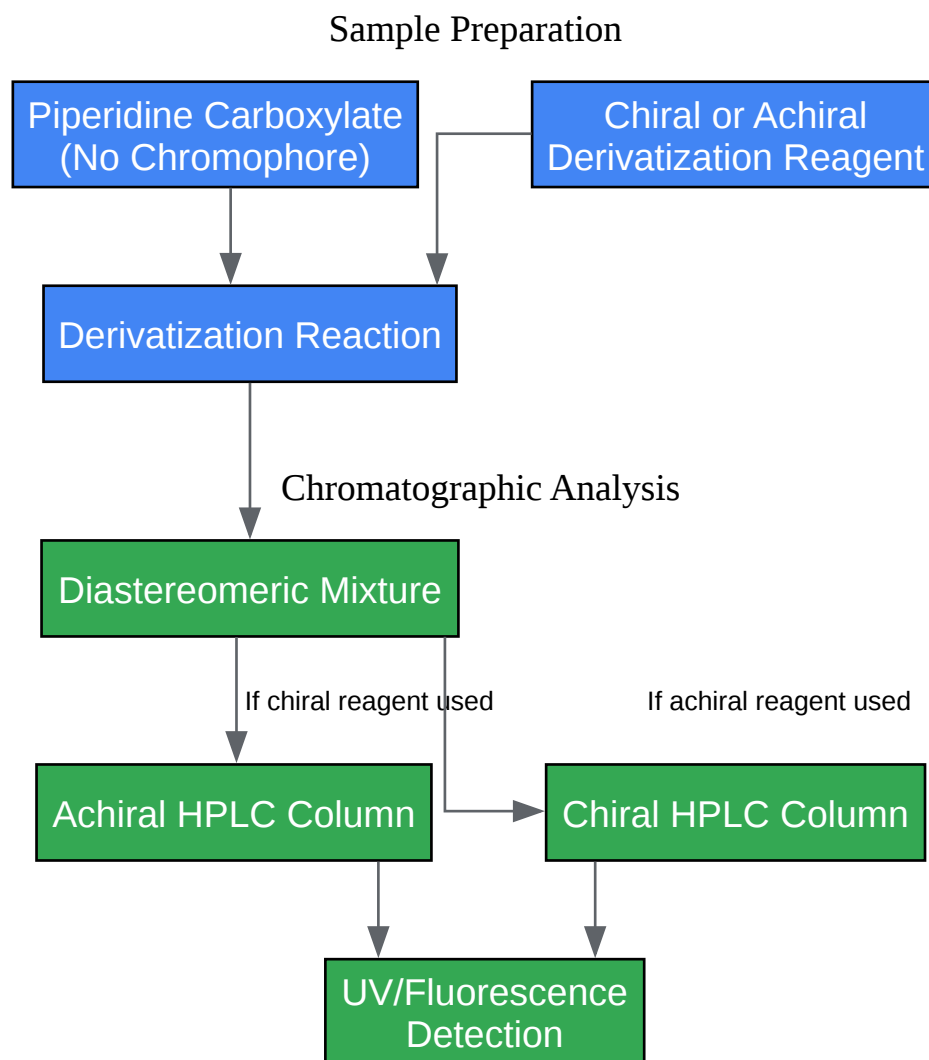 Sample Preparation
Piperidine Carboxylate
(No Chromophore)
Chiral or Achiral
Derivatization Reagent
Derivatization Reaction
Chromatographic Analysis
Diastereomeric Mixture
If chiral reagent used
If achiral reagent used
Achiral HPLC Column
Chiral HPLC Column
UV/Fluorescence
Detection